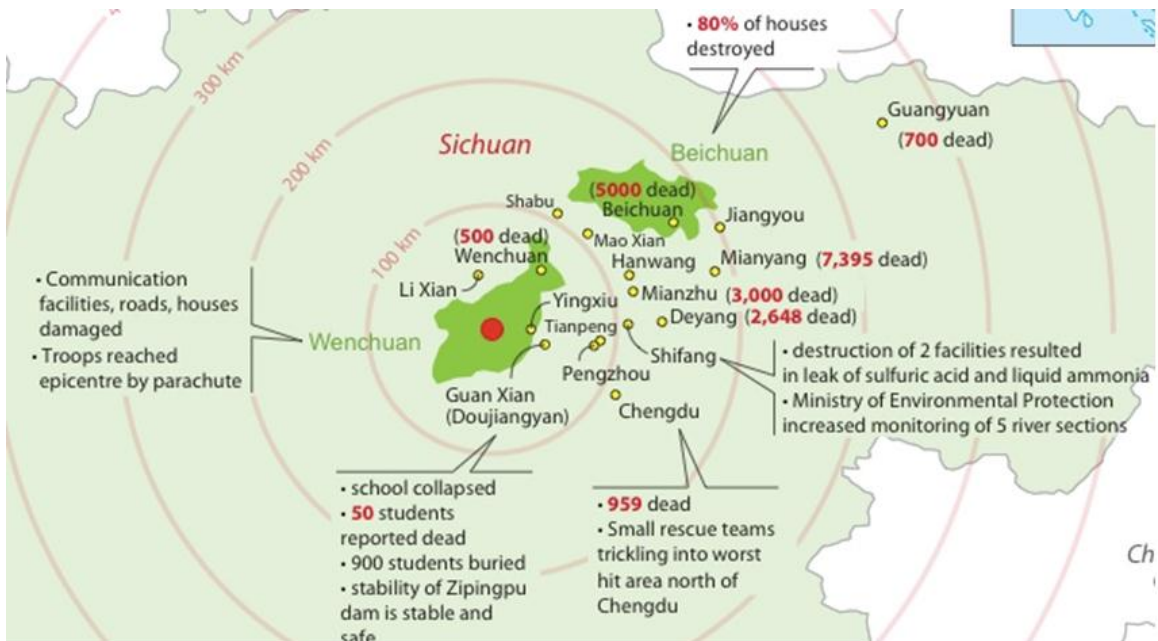 • 80% of houses
destroyed
300 km
200 km
100 km
Sichuan
Beichuan
Guangyuan
(700 dead)
Shabu
(5000 dead)
Beichuan
Jiangyou
Mao Xian
(500 dead)
Wenchuan
Hanwang
Mianyang (7,395 dead)
Li Xian
Mianzhu (3,000 dead)
Yingxiu
Deyang (2,648 dead)
Tianpeng
Shifang
Pengzhou
Wenchuan
• Communication
facilities, roads, houses
damaged
• Troops reached
epicentre by parachute
Guan Xian
(Doujiangyan)
Chengdu
• destruction of 2 facilities resulted
in leak of sulfuric acid and liquid ammonia
• Ministry of Environmental Protection
increased monitoring of 5 river sections
• school collapsed
• 50 students
reported dead
• 900 students buried
• stability of Zipingpu
dam is stable and
safe
• 959 dead
• Small rescue teams
trickling into worst
hit area north of
Chengdu
Ch